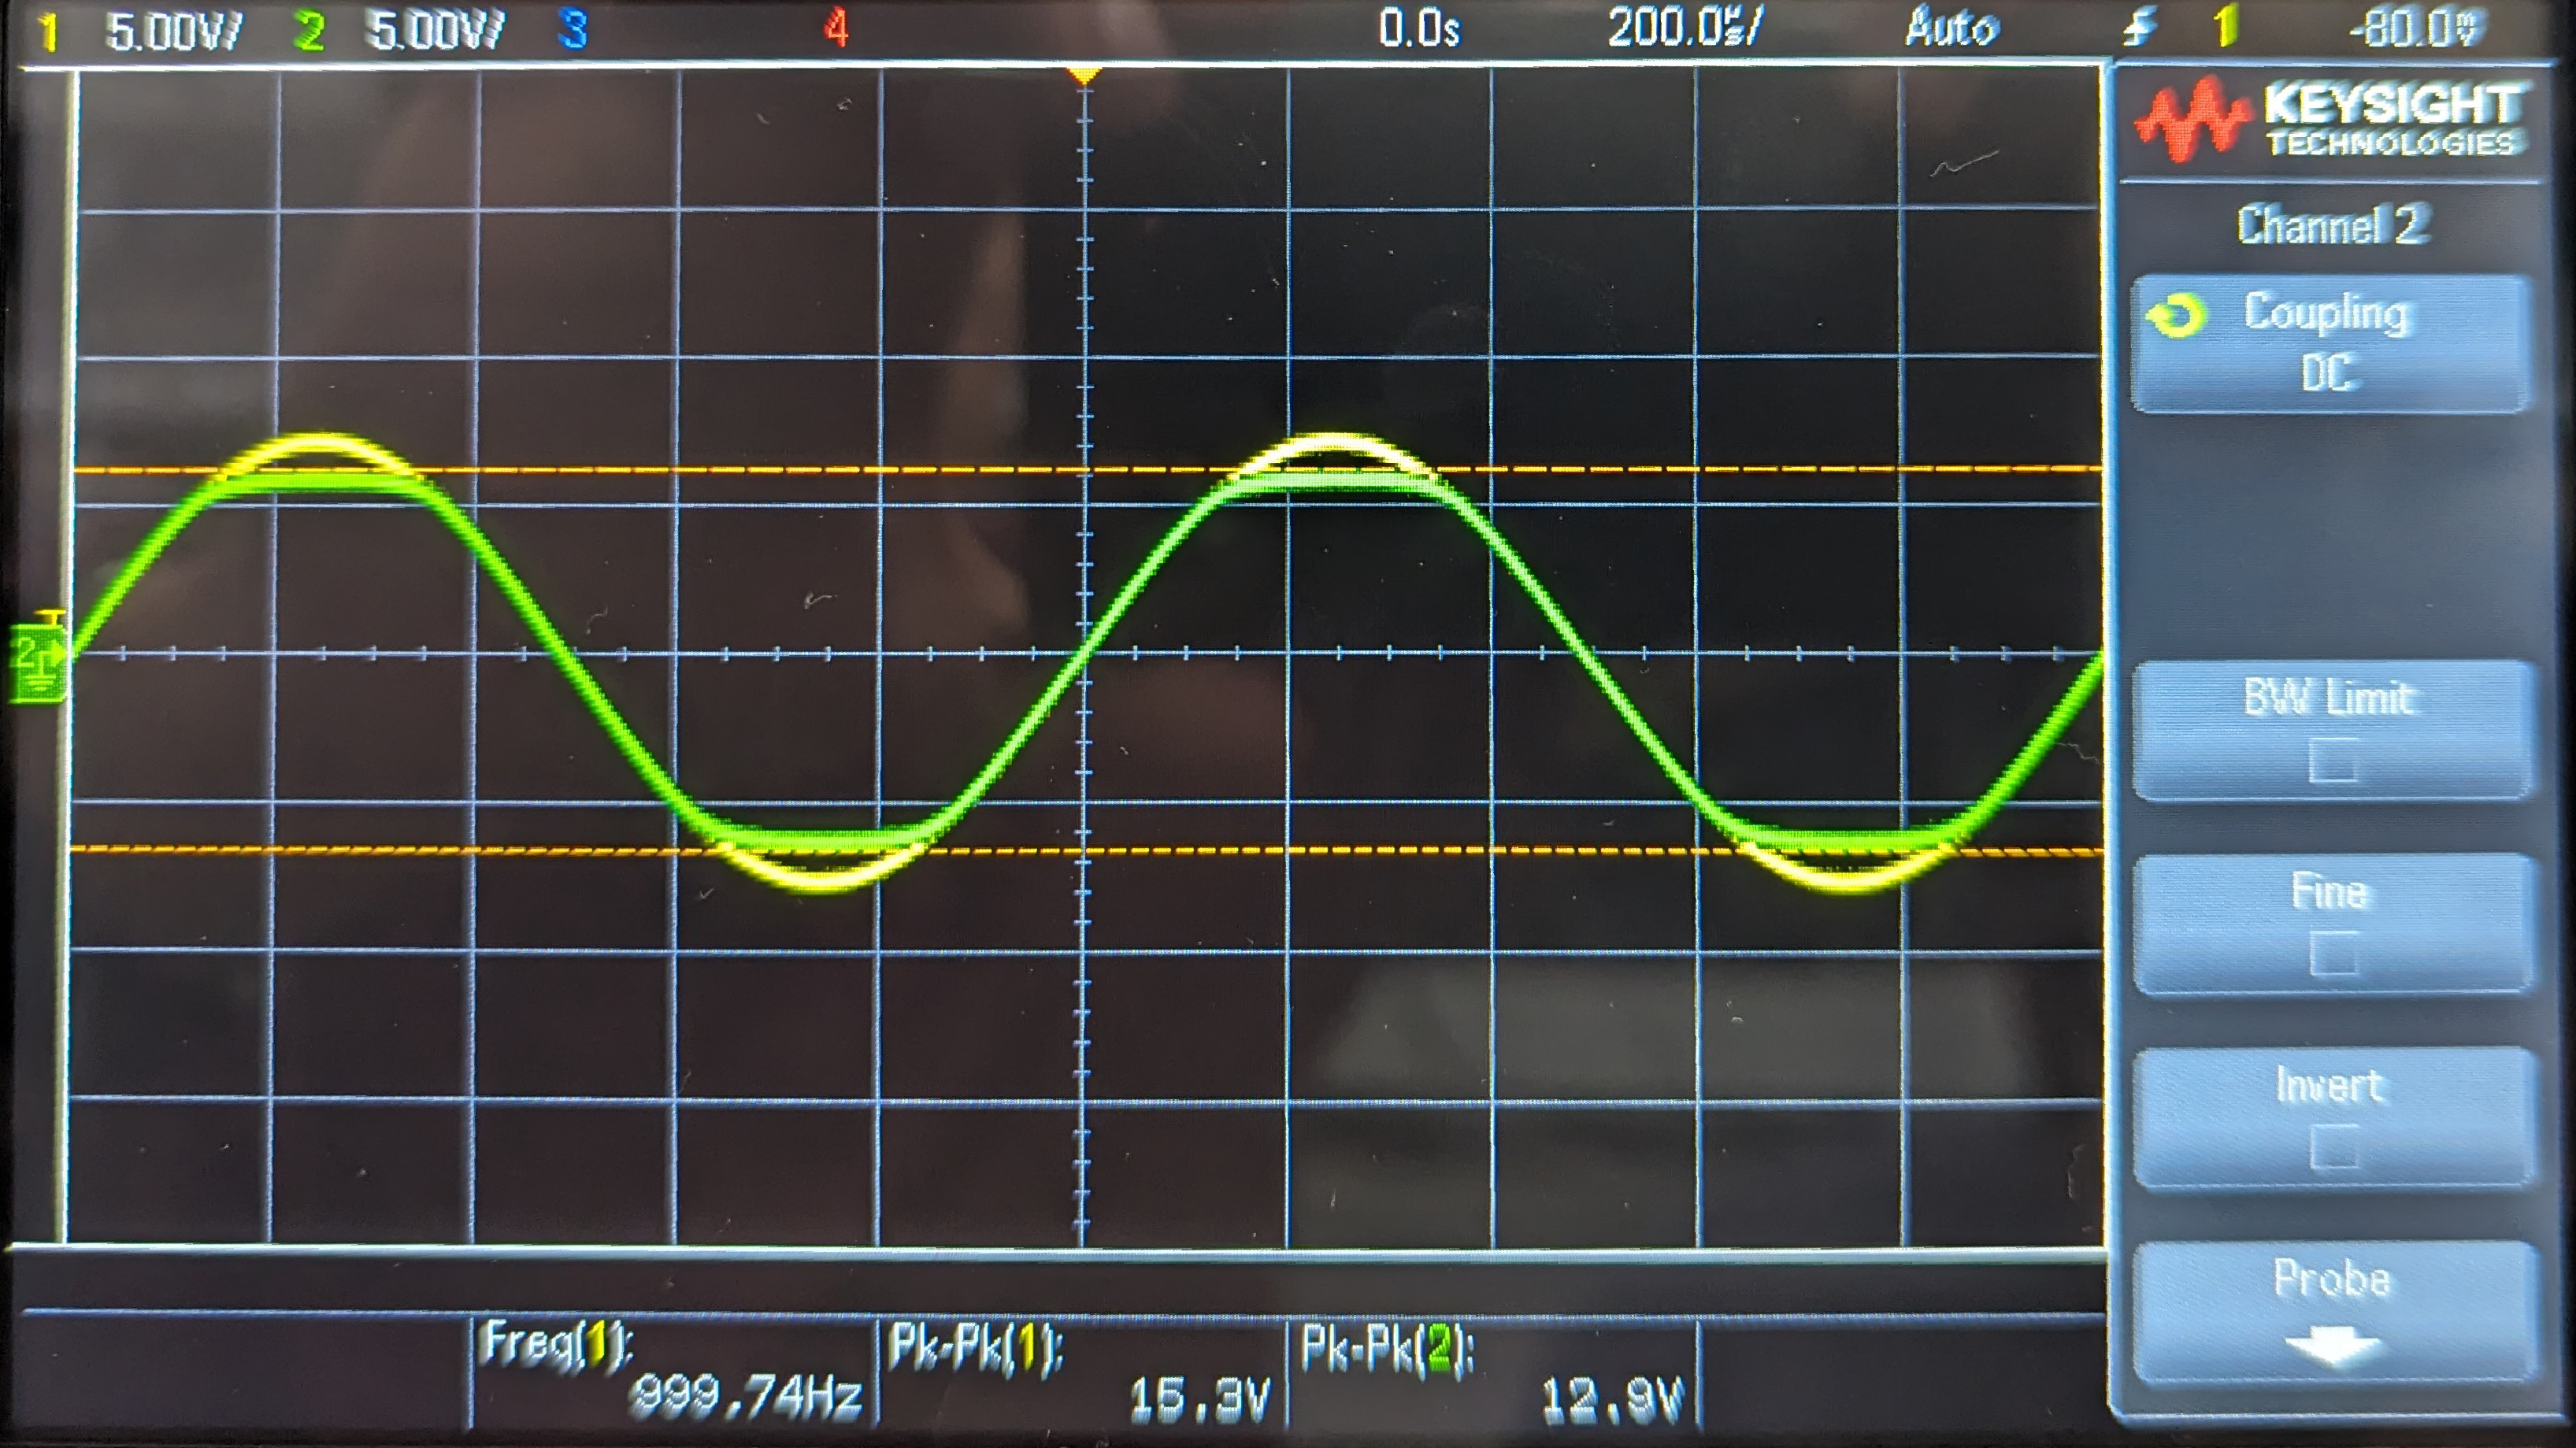 1 5.00V/ 2 5.00V/ 3 4 0.0s 200.0µs/ Auto 1 -80.0mV
KEYSIGHT
TECHNOLOGIES
Channel 2
Coupling
DC
2
BW Limit
Fine
Invert
Probe
Freq(1): Pk-Pk(1): Pk-Pk(2):
999.74Hz 15.3V 12.9V